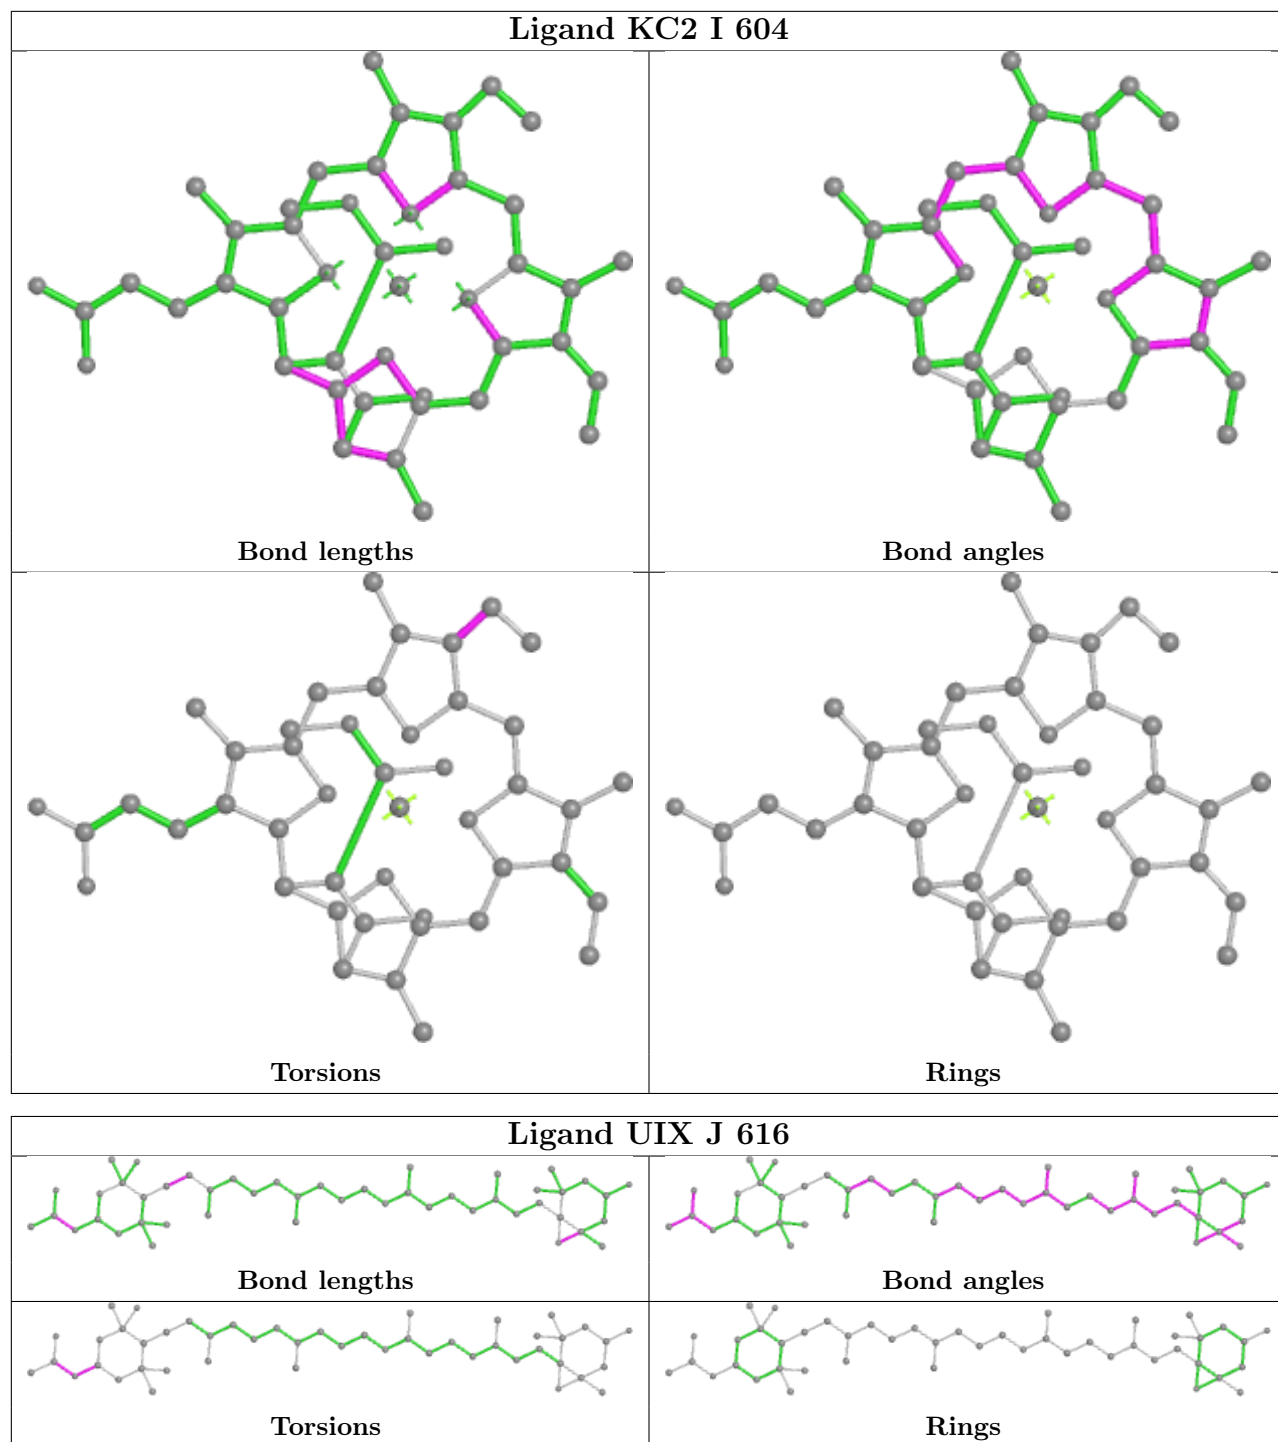 Ligand KC2 I 604
Bond lengths
Bond angles
Torsions
Rings
Ligand UIX J 616
Bond lengths
Bond angles
Torsions
Rings